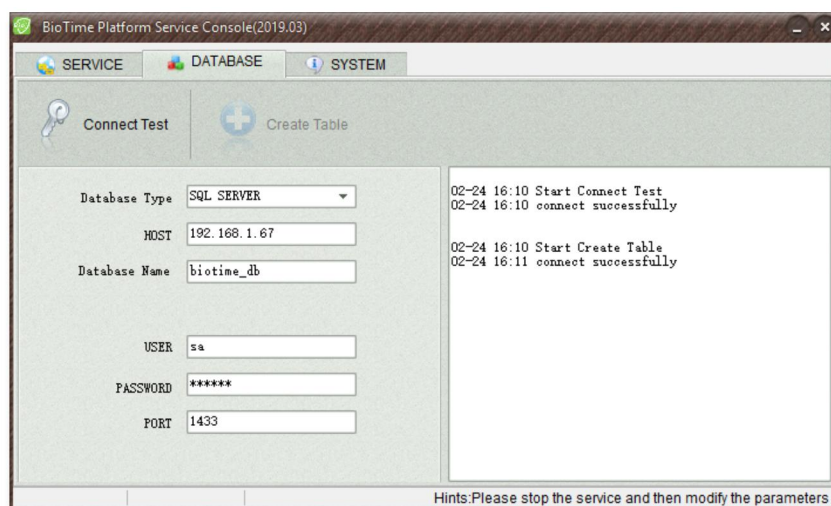 BioTime Platform Service Console(2019.03)
SERVICE
DATABASE
SYSTEM
Connect Test
Create Table
Database Type
SQL SERVER
HOST
192.168.1.67
Database Name
biotime_db
USER
sa
PASSWORD
******
PORT
1433
02-24 16:10 Start Connect Test
02-24 16:10 connect successfully
02-24 16:10 Start Create Table
02-24 16:11 connect successfully
Hints:Please stop the service and then modify the parameters